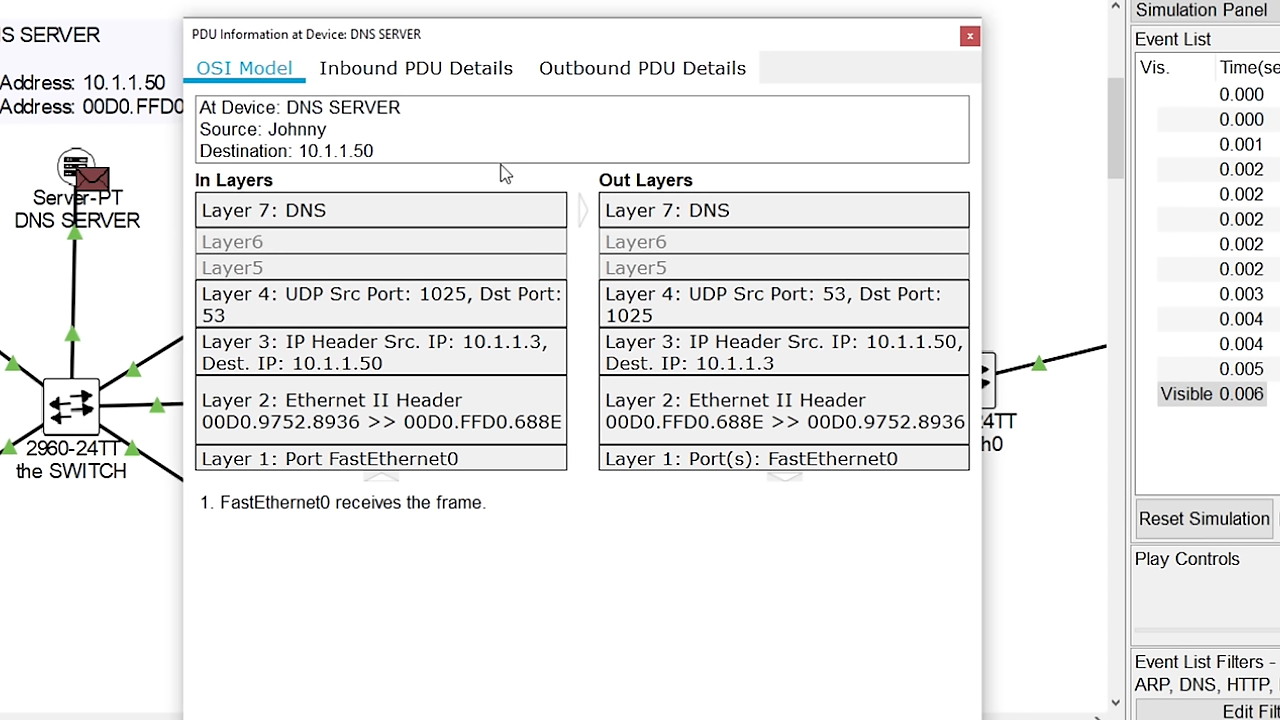 S SERVER
Address: 10.1.1.50
Address: 00D0.FFD0
Server-PT
DNS SERVER
2960-24TT
the SWITCH
PDU Information at Device: DNS SERVER
x
OSI Model Inbound PDU Details Outbound PDU Details
At Device: DNS SERVER
Source: Johnny
Destination: 10.1.1.50
In Layers
Layer 7: DNS
Layer6
Layer5
Layer 4: UDP Src Port: 1025, Dst Port:
53
Layer 3: IP Header Src. IP: 10.1.1.3,
Dest. IP: 10.1.1.50
Layer 2: Ethernet II Header
00D0.9752.8936 >> 00D0.FFD0.688E
Layer 1: Port FastEthernet0
Out Layers
Layer 7: DNS
Layer6
Layer5
Layer 4: UDP Src Port: 53, Dst Port:
1025
Layer 3: IP Header Src. IP: 10.1.1.50,
Dest. IP: 10.1.1.3
Layer 2: Ethernet II Header
00D0.FFD0.688E >> 00D0.9752.8936
Layer 1: Port(s): FastEthernet0
1. FastEthernet0 receives the frame.
4TT
h0
Simulation Panel
Event List
Vis. Time(se
0.000
0.000
0.001
0.002
0.002
0.002
0.002
0.002
0.003
0.004
0.004
0.005
Visible 0.006
Reset Simulation
Play Controls
Event List Filters -
ARP, DNS, HTTP,
Edit Filt